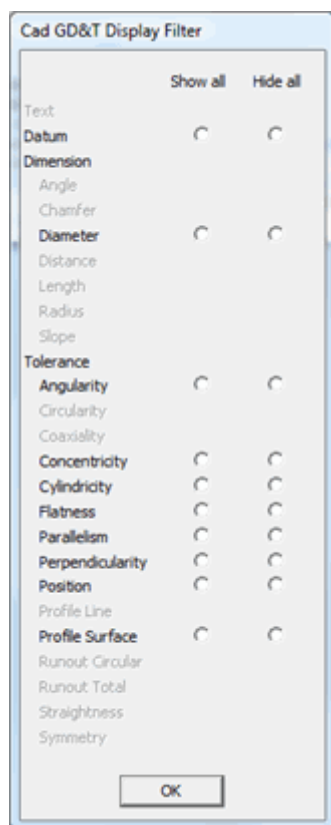 Cad GD&T Display Filter
Show all Hide all
Text
Datum
Dimension
Angle
Chamfer
Diameter
Distance
Length
Radius
Slope
Tolerance
Angularity
Circularity
Coaxiality
Concentricity
Cylindricity
Flatness
Parallelism
Perpendicularity
Position
Profile Line
Profile Surface
Runout Circular
Runout Total
Straightness
Symmetry
OK